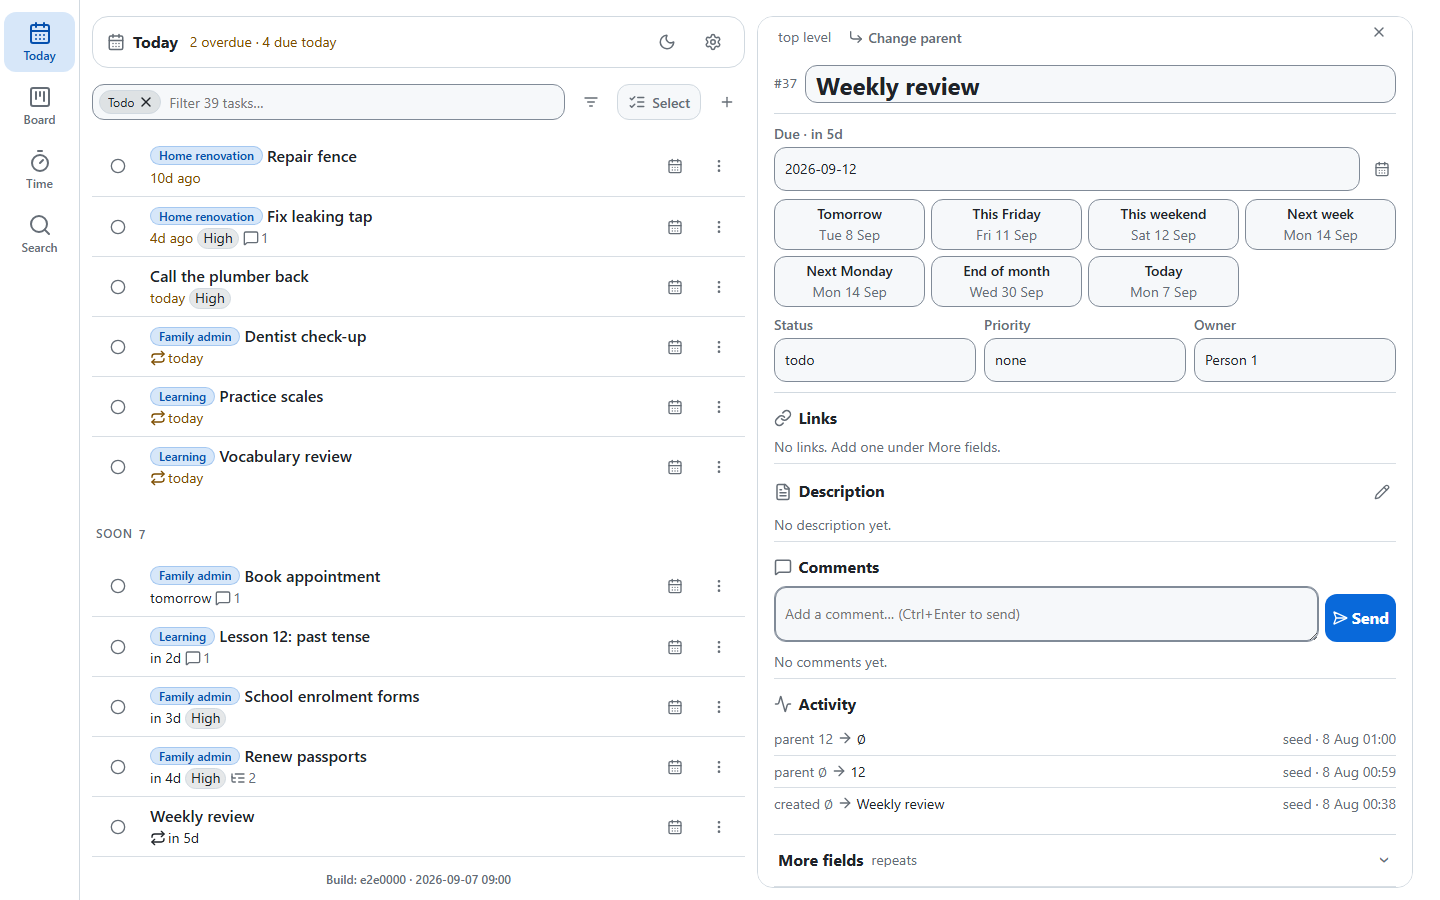 Today
Board
Time
Search
Today 2 overdue · 4 due today
Todo Filter 39 tasks... Select
Home renovation Repair fence
10d ago
Home renovation Fix leaking tap
4d ago High 1
Call the plumber back
today High
Family admin Dentist check-up
today
Learning Practice scales
today
Learning Vocabulary review
today
SOON 7
Family admin Book appointment
tomorrow 1
Learning Lesson 12: past tense
in 2d 1
Family admin School enrolment forms
in 3d High
Family admin Renew passports
in 4d High 2
Weekly review
in 5d
Build: e2e0000 · 2026-09-07 09:00
top level Change parent
#37 Weekly review
Due · in 5d
2026-09-12
Tomorrow This Friday This weekend Next week
Tue 8 Sep Fri 11 Sep Sat 12 Sep Mon 14 Sep
Next Monday End of month Today
Mon 14 Sep Wed 30 Sep Mon 7 Sep
Status Priority Owner
todo none Person 1
Links
No links. Add one under More fields.
Description
No description yet.
Comments
Add a comment... (Ctrl+Enter to send) Send
No comments yet.
Activity
parent 12 → ∅ seed · 8 Aug 01:00
parent ∅ → 12 seed · 8 Aug 00:59
created ∅ → Weekly review seed · 8 Aug 00:38
More fields repeats